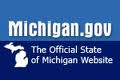 Michigan.gov
The Official State
of Michigan Website